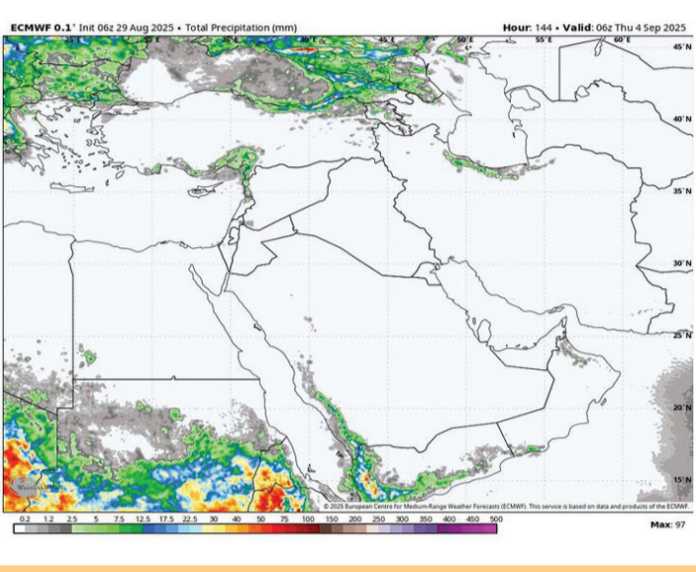 ECMWF 0.1° Init 06z 29 Aug 2025 • Total Precipitation (mm) Hour: 144 • Valid: 06z Thu 4 Sep 2025
40°E 45°E 50°E 55°E 60°E 45°N
40°N
35°N
30°N
25°N
20°N
15°N
© 2025 European Centre for Medium-Range Weather Forecasts (ECMWF). This service is based on data and products of the ECMWF.
0.2 1.2 2.5 5 7.5 12.5 17.5 22.5 30 40 50 75 100 150 200 250 300 350 400 450 500 Max: 97